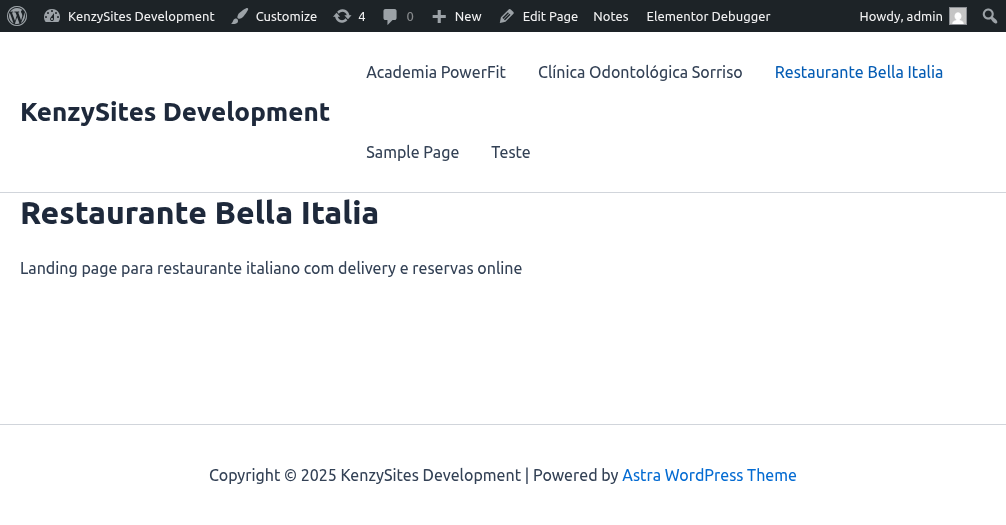 KenzySites Development Customize 4 0 New Edit Page Notes Elementor Debugger Howdy, admin
Academia PowerFit Clínica Odontológica Sorriso Restaurante Bella Italia
KenzySites Development
Sample Page Teste
Restaurante Bella Italia
Landing page para restaurante italiano com delivery e reservas online
Copyright © 2025 KenzySites Development | Powered by Astra WordPress Theme